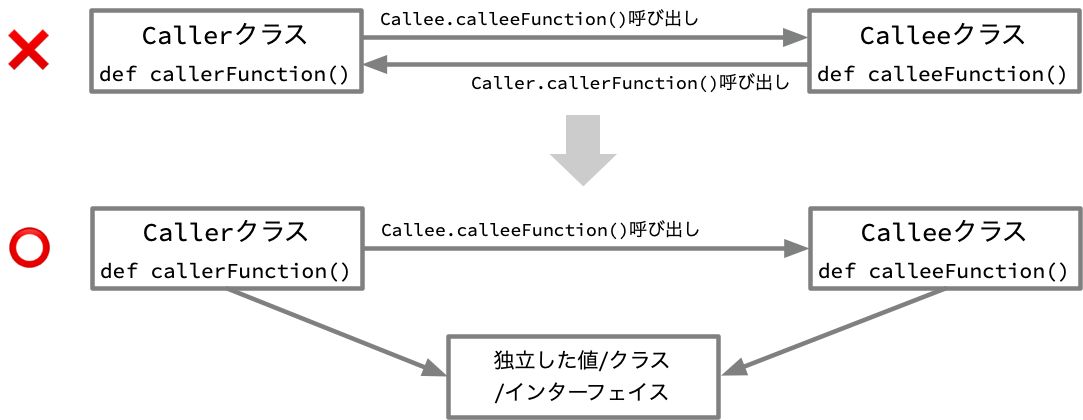 Callee.calleeFunction()呼び出し
Callerクラス
def callerFunction()
Calleeクラス
def calleeFunction()
Caller.callerFunction()呼び出し
Callee.calleeFunction()呼び出し
Callerクラス
def callerFunction()
Calleeクラス
def calleeFunction()
独立した値/クラス
/インターフェイス